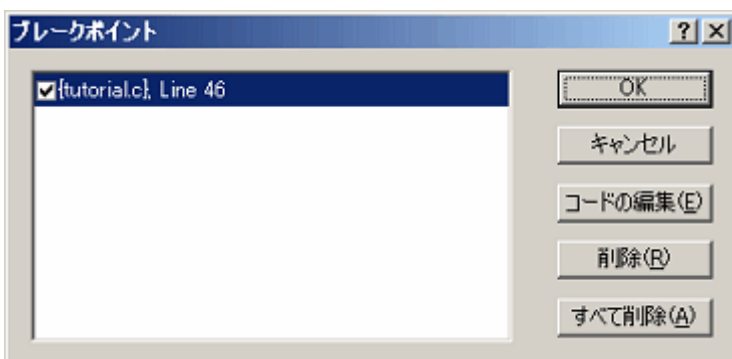 ブレークポイント
{tutorial.c}, Line 46
OK
キャンセル
コードの編集(E)
削除(R)
すべて削除(A)